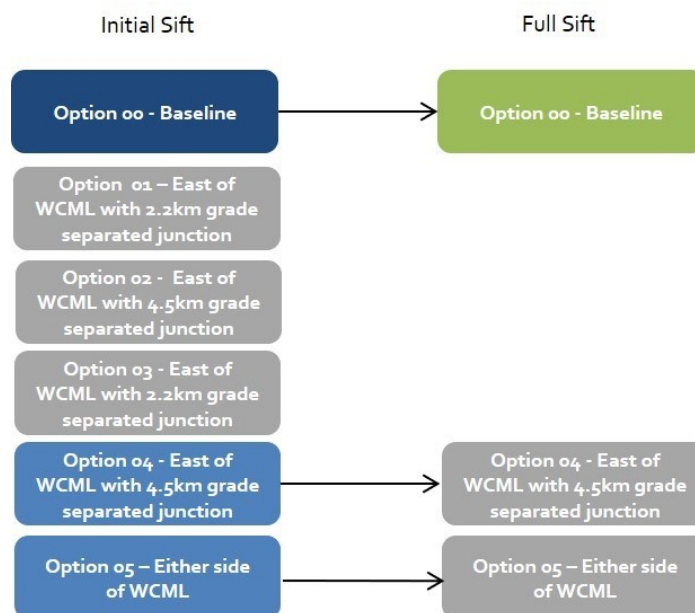 Initial Sift
Full Sift
Option 00 - Baseline
Option 00 - Baseline
Option 01 – East of
WCML with 2.2km grade
separated junction
Option 02 - East of
WCML with 4.5km grade
separated junction
Option 03 - East of
WCML with 2.2km grade
separated junction
Option 04 - East of
WCML with 4.5km grade
separated junction
Option 04 - East of
WCML with 4.5km grade
separated junction
Option 05 – Either side
of WCML
Option 05 – Either side
of WCML